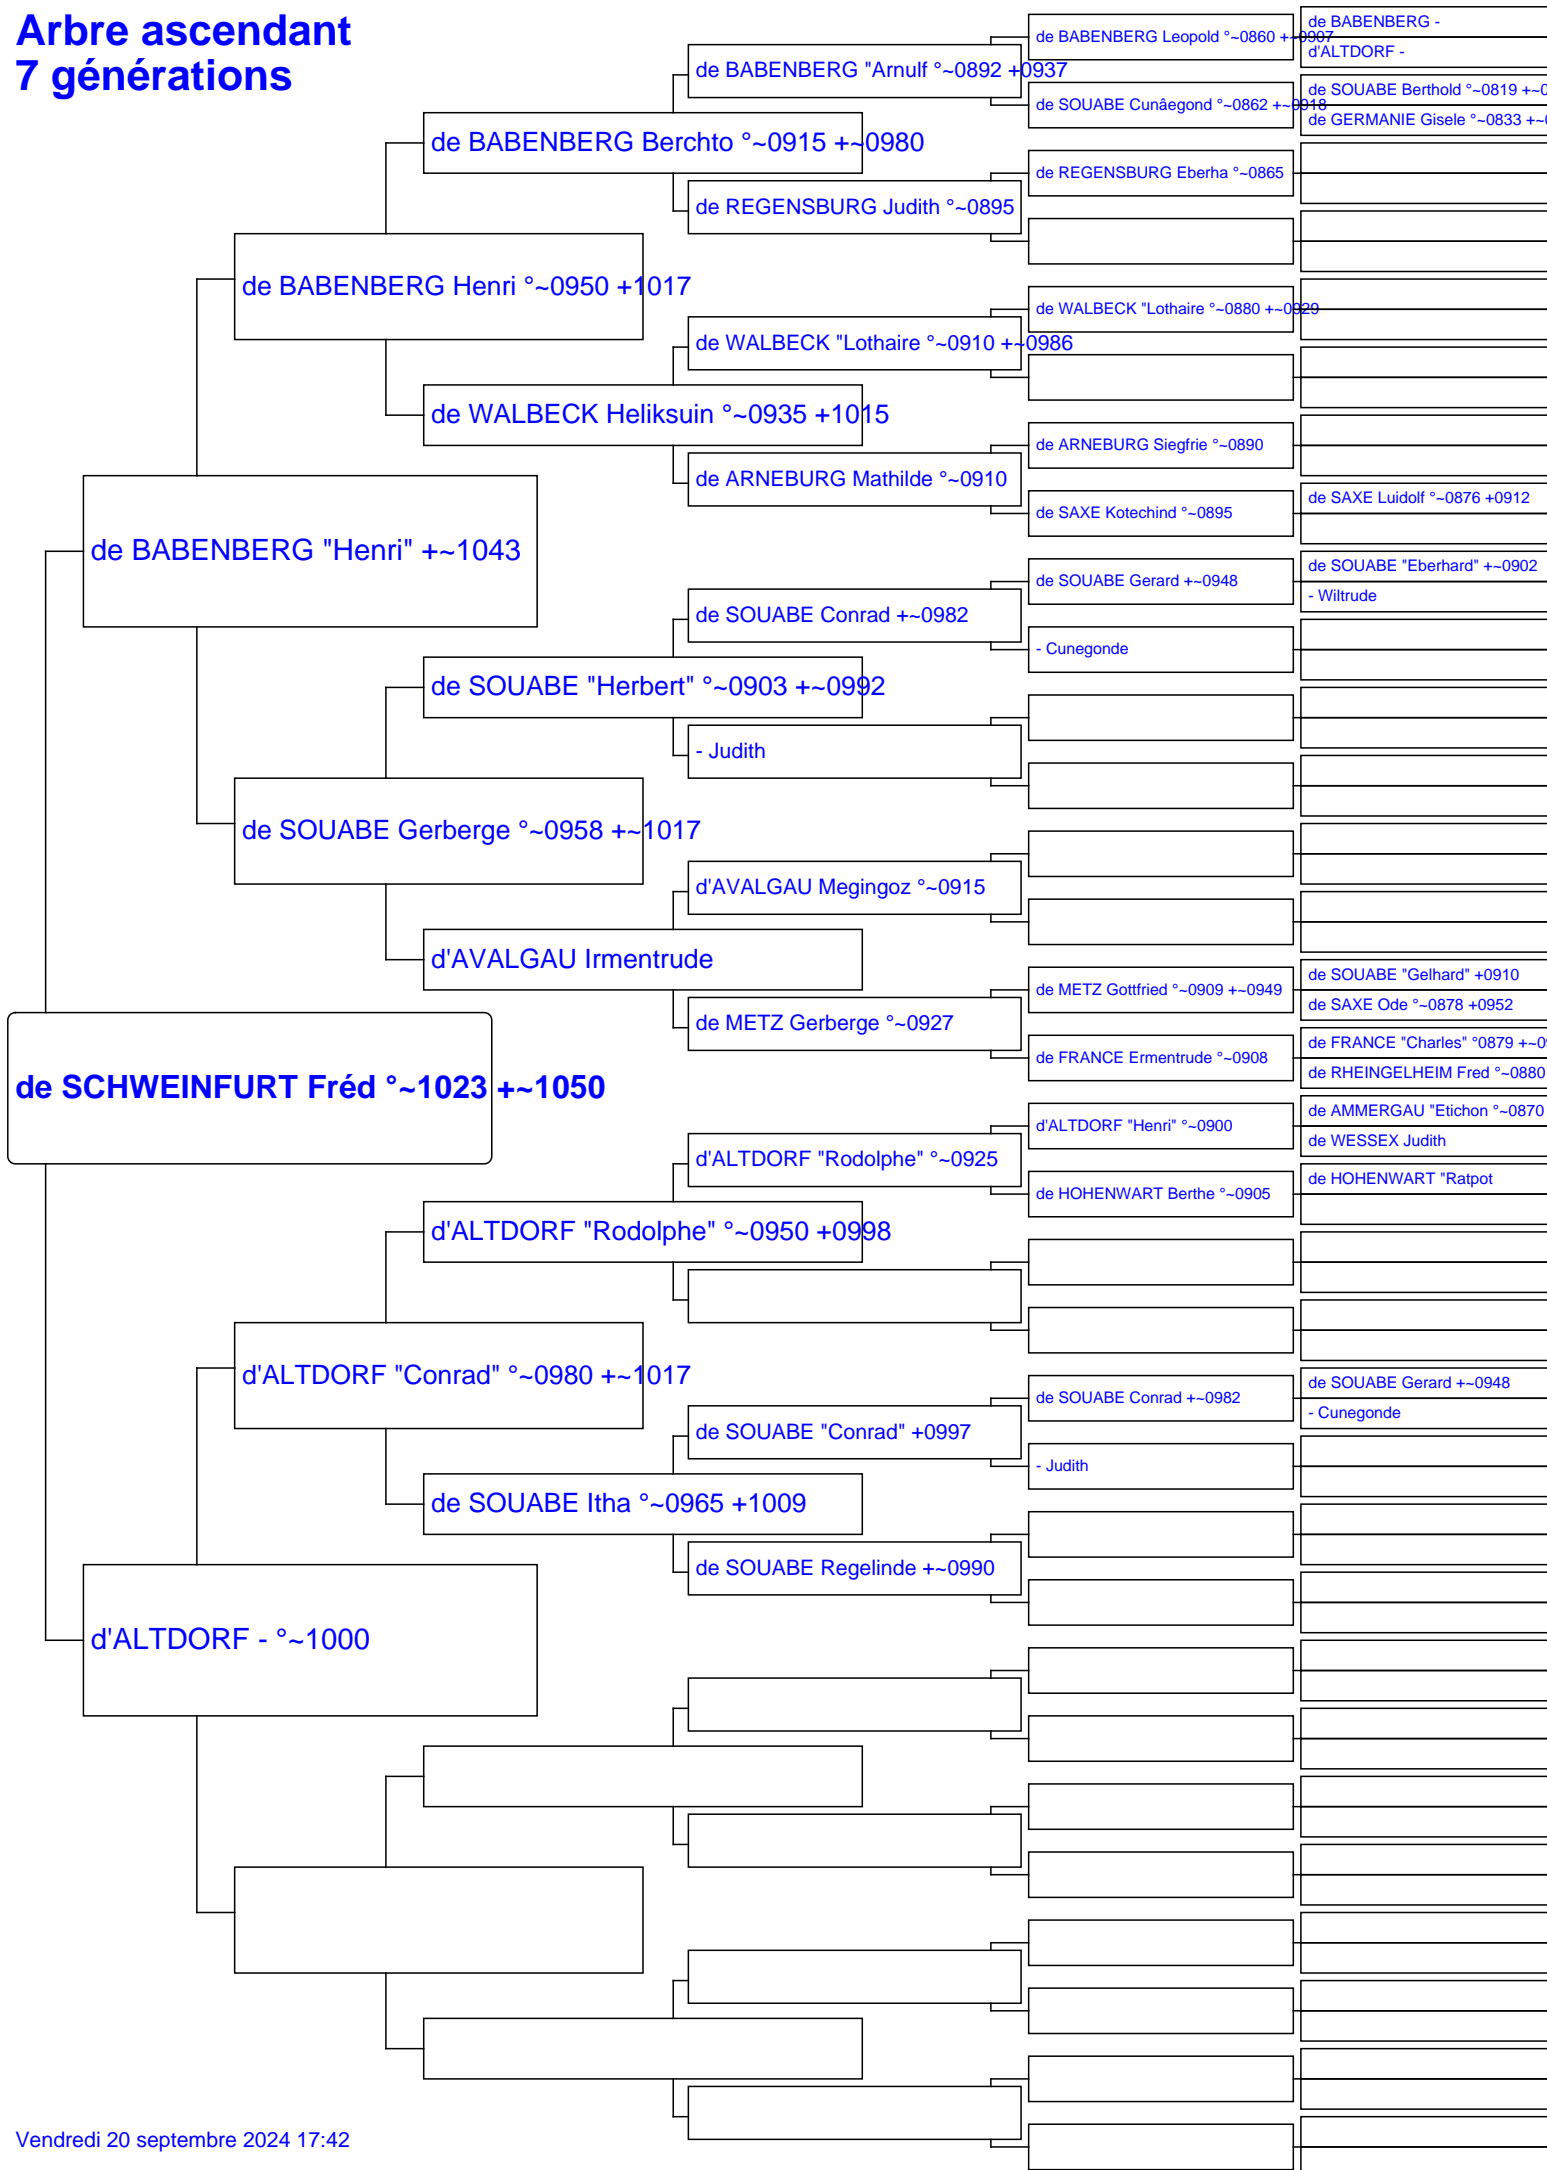 Arbre ascendant
7 générations
de SCHWEINFURT Fréd °~1023 +~1050
de BABENBERG "Henri" +~1043
d'ALTDORF - °~1000
de BABENBERG Henri °~0950 +1017
de SOUABE Gerberge °~0958 +~1017
d'ALTDORF "Conrad" °~0980 +~1017
de BABENBERG Berchto °~0915 +~0980
de WALBECK Heliksuin °~0935 +1015
de SOUABE "Herbert" °~0903 +~0992
d'AVALGAU Irmentrude
d'ALTDORF "Rodolphe" °~0950 +0998
de SOUABE Itha °~0965 +1009
de BABENBERG "Arnulf °~0892 +0937
de REGENSBURG Judith °~0895
de WALBECK "Lothaire °~0910 +~0986
de ARNEBURG Mathilde °~0910
de SOUABE Conrad +~0982
- Judith
d'AVALGAU Megingoz °~0915
de METZ Gerberge °~0927
d'ALTDORF "Rodolphe" °~0925
de SOUABE "Conrad" +0997
de SOUABE Regelinde +~0990
de BABENBERG Leopold °~0860 +~0907
de SOUABE Cunâegond °~0862 +~0918
de REGENSBURG Eberha °~0865
de WALBECK "Lothaire °~0880 +~0929
de ARNEBURG Siegfrie °~0890
de SAXE Kotechind °~0895
de SOUABE Gerard +~0948
- Cunegonde
de METZ Gottfried °~0909 +~0949
de FRANCE Ermentrude °~0908
d'ALTDORF "Henri" °~0900
de HOHENWART Berthe °~0905
de SOUABE Conrad +~0982
- Judith
de BABENBERG -
d'ALTDORF -
de SOUABE Berthold °~0819 +~0
de GERMANIE Gisele °~0833 +~0
de SAXE Luidolf °~0876 +0912
de SOUABE "Eberhard" +~0902
- Wiltrude
de SOUABE "Gelhard" +0910
de SAXE Ode °~0878 +0952
de FRANCE "Charles" °0879 +~09
de RHEINGELHEIM Fred °~0880
de AMMERGAU "Etichon °~0870
de WESSEX Judith
de HOHENWART "Ratpot
de SOUABE Gerard +~0948
- Cunegonde
Vendredi 20 septembre 2024 17:42